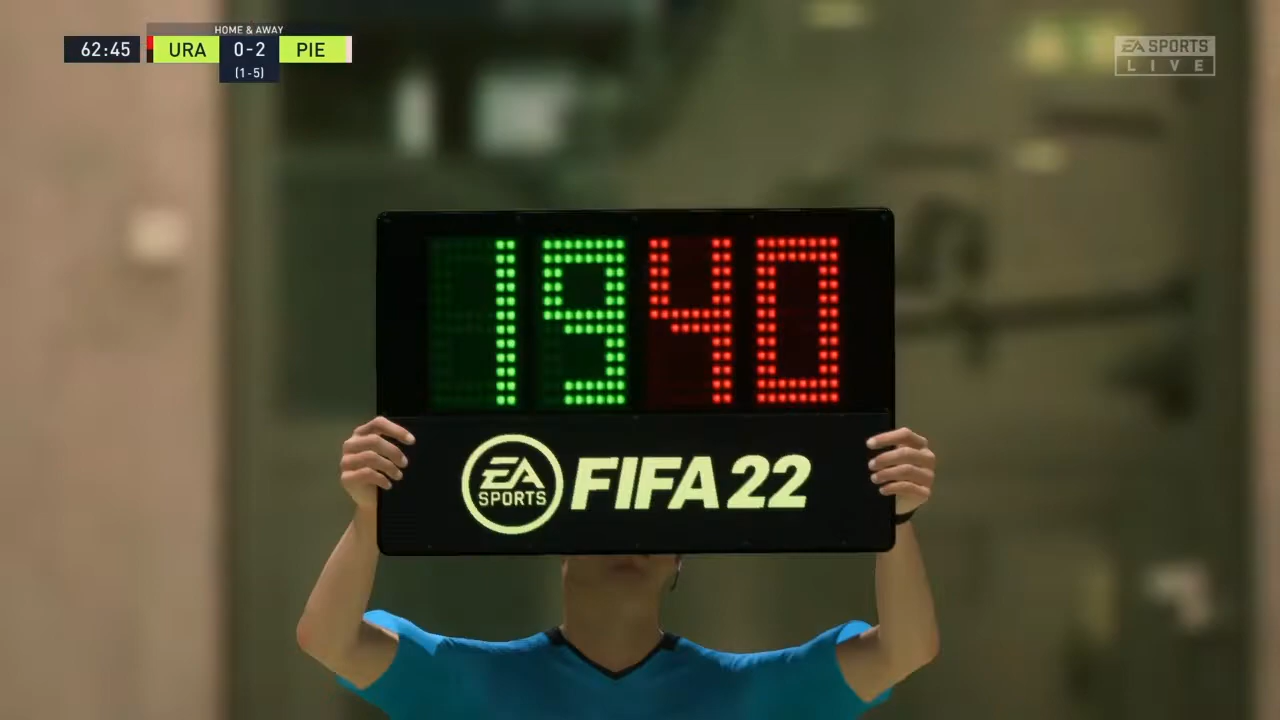 HOME & AWAY
62:45 URA 0-2 PIE
(1-5)
EA SPORTS
LIVE
19 40
EA SPORTS
FIFA 22